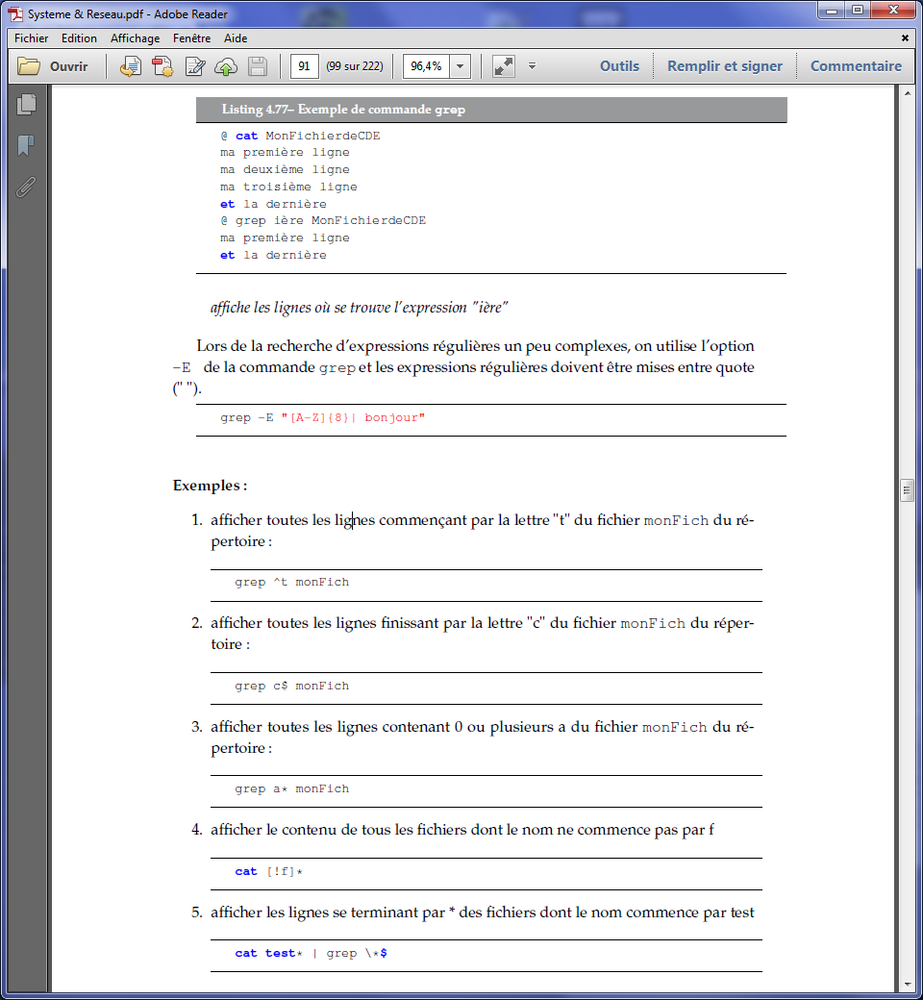 Systeme & Reseau.pdf - Adobe Reader
Fichier Edition Affichage Fenêtre Aide
Ouvrir 91 (99 sur 222) 96,4% Outils Remplir et signer Commentaire
Listing 4.77– Exemple de commande grep
@ cat MonFichierdeCDE
ma première ligne
ma deuxième ligne
ma troisième ligne
et la dernière
@ grep ière MonFichierdeCDE
ma première ligne
et la dernière
affiche les lignes où se trouve l'expression "ière"
Lors de la recherche d'expressions régulières un peu complexes, on utilise l'option
-E de la commande grep et les expressions régulières doivent être mises entre quote
(" ").
grep -E "[A-Z]{8}| bonjour"
Exemples :
1. afficher toutes les lignes commençant par la lettre "t" du fichier monFich du ré-
pertoire :
grep ^t monFich
2. afficher toutes les lignes finissant par la lettre "c" du fichier monFich du réper-
toire :
grep c$ monFich
3. afficher toutes les lignes contenant 0 ou plusieurs a du fichier monFich du ré-
pertoire :
grep a* monFich
4. afficher le contenu de tous les fichiers dont le nom ne commence pas par f
cat [!f]*
5. afficher les lignes se terminant par * des fichiers dont le nom commence par test
cat test* | grep \*$